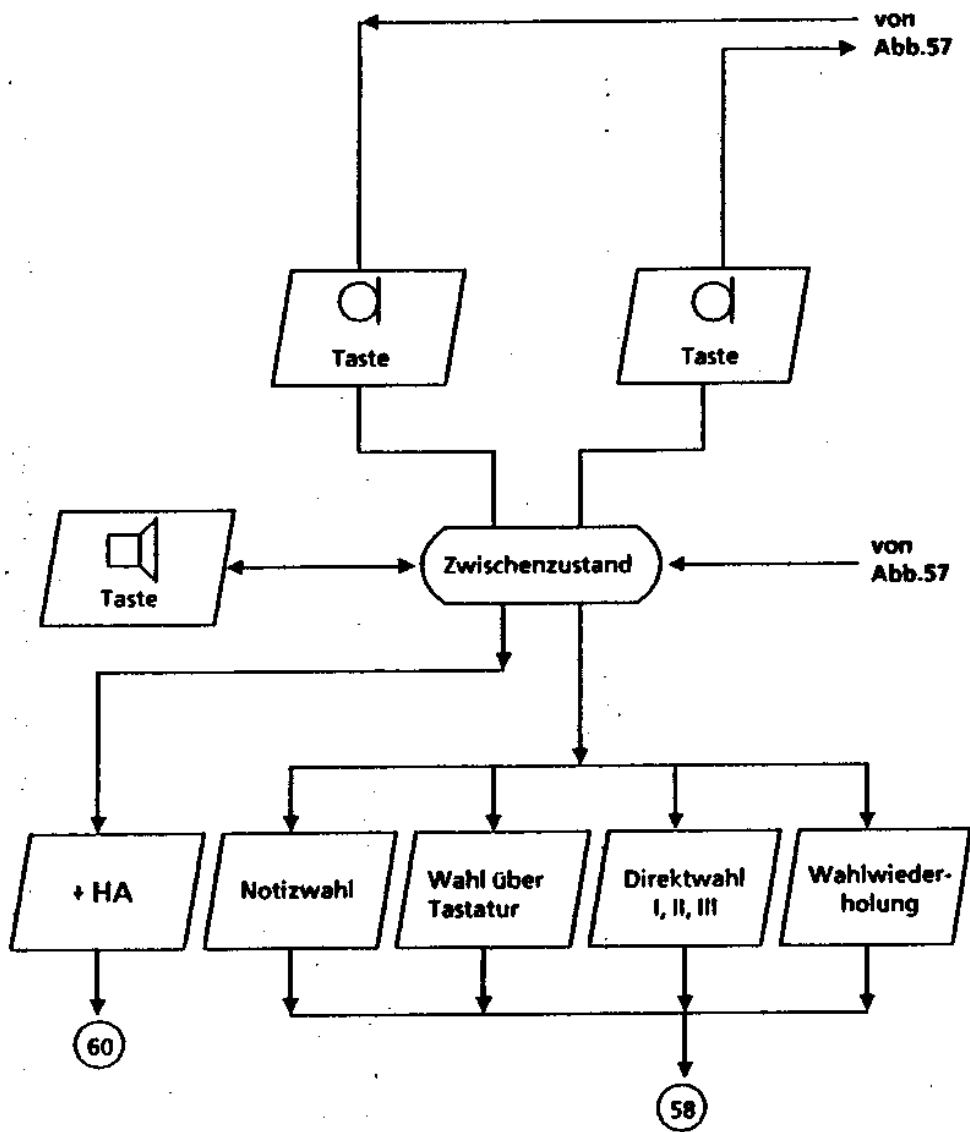 von
Abb.57
Taste
Taste
Zwischenzustand
von
Abb.57
Taste
↓ HA
Notizwahl
Wahl über
Tastatur
Direktwahl
I, II, III
Wahlwieder-
holung
60
58